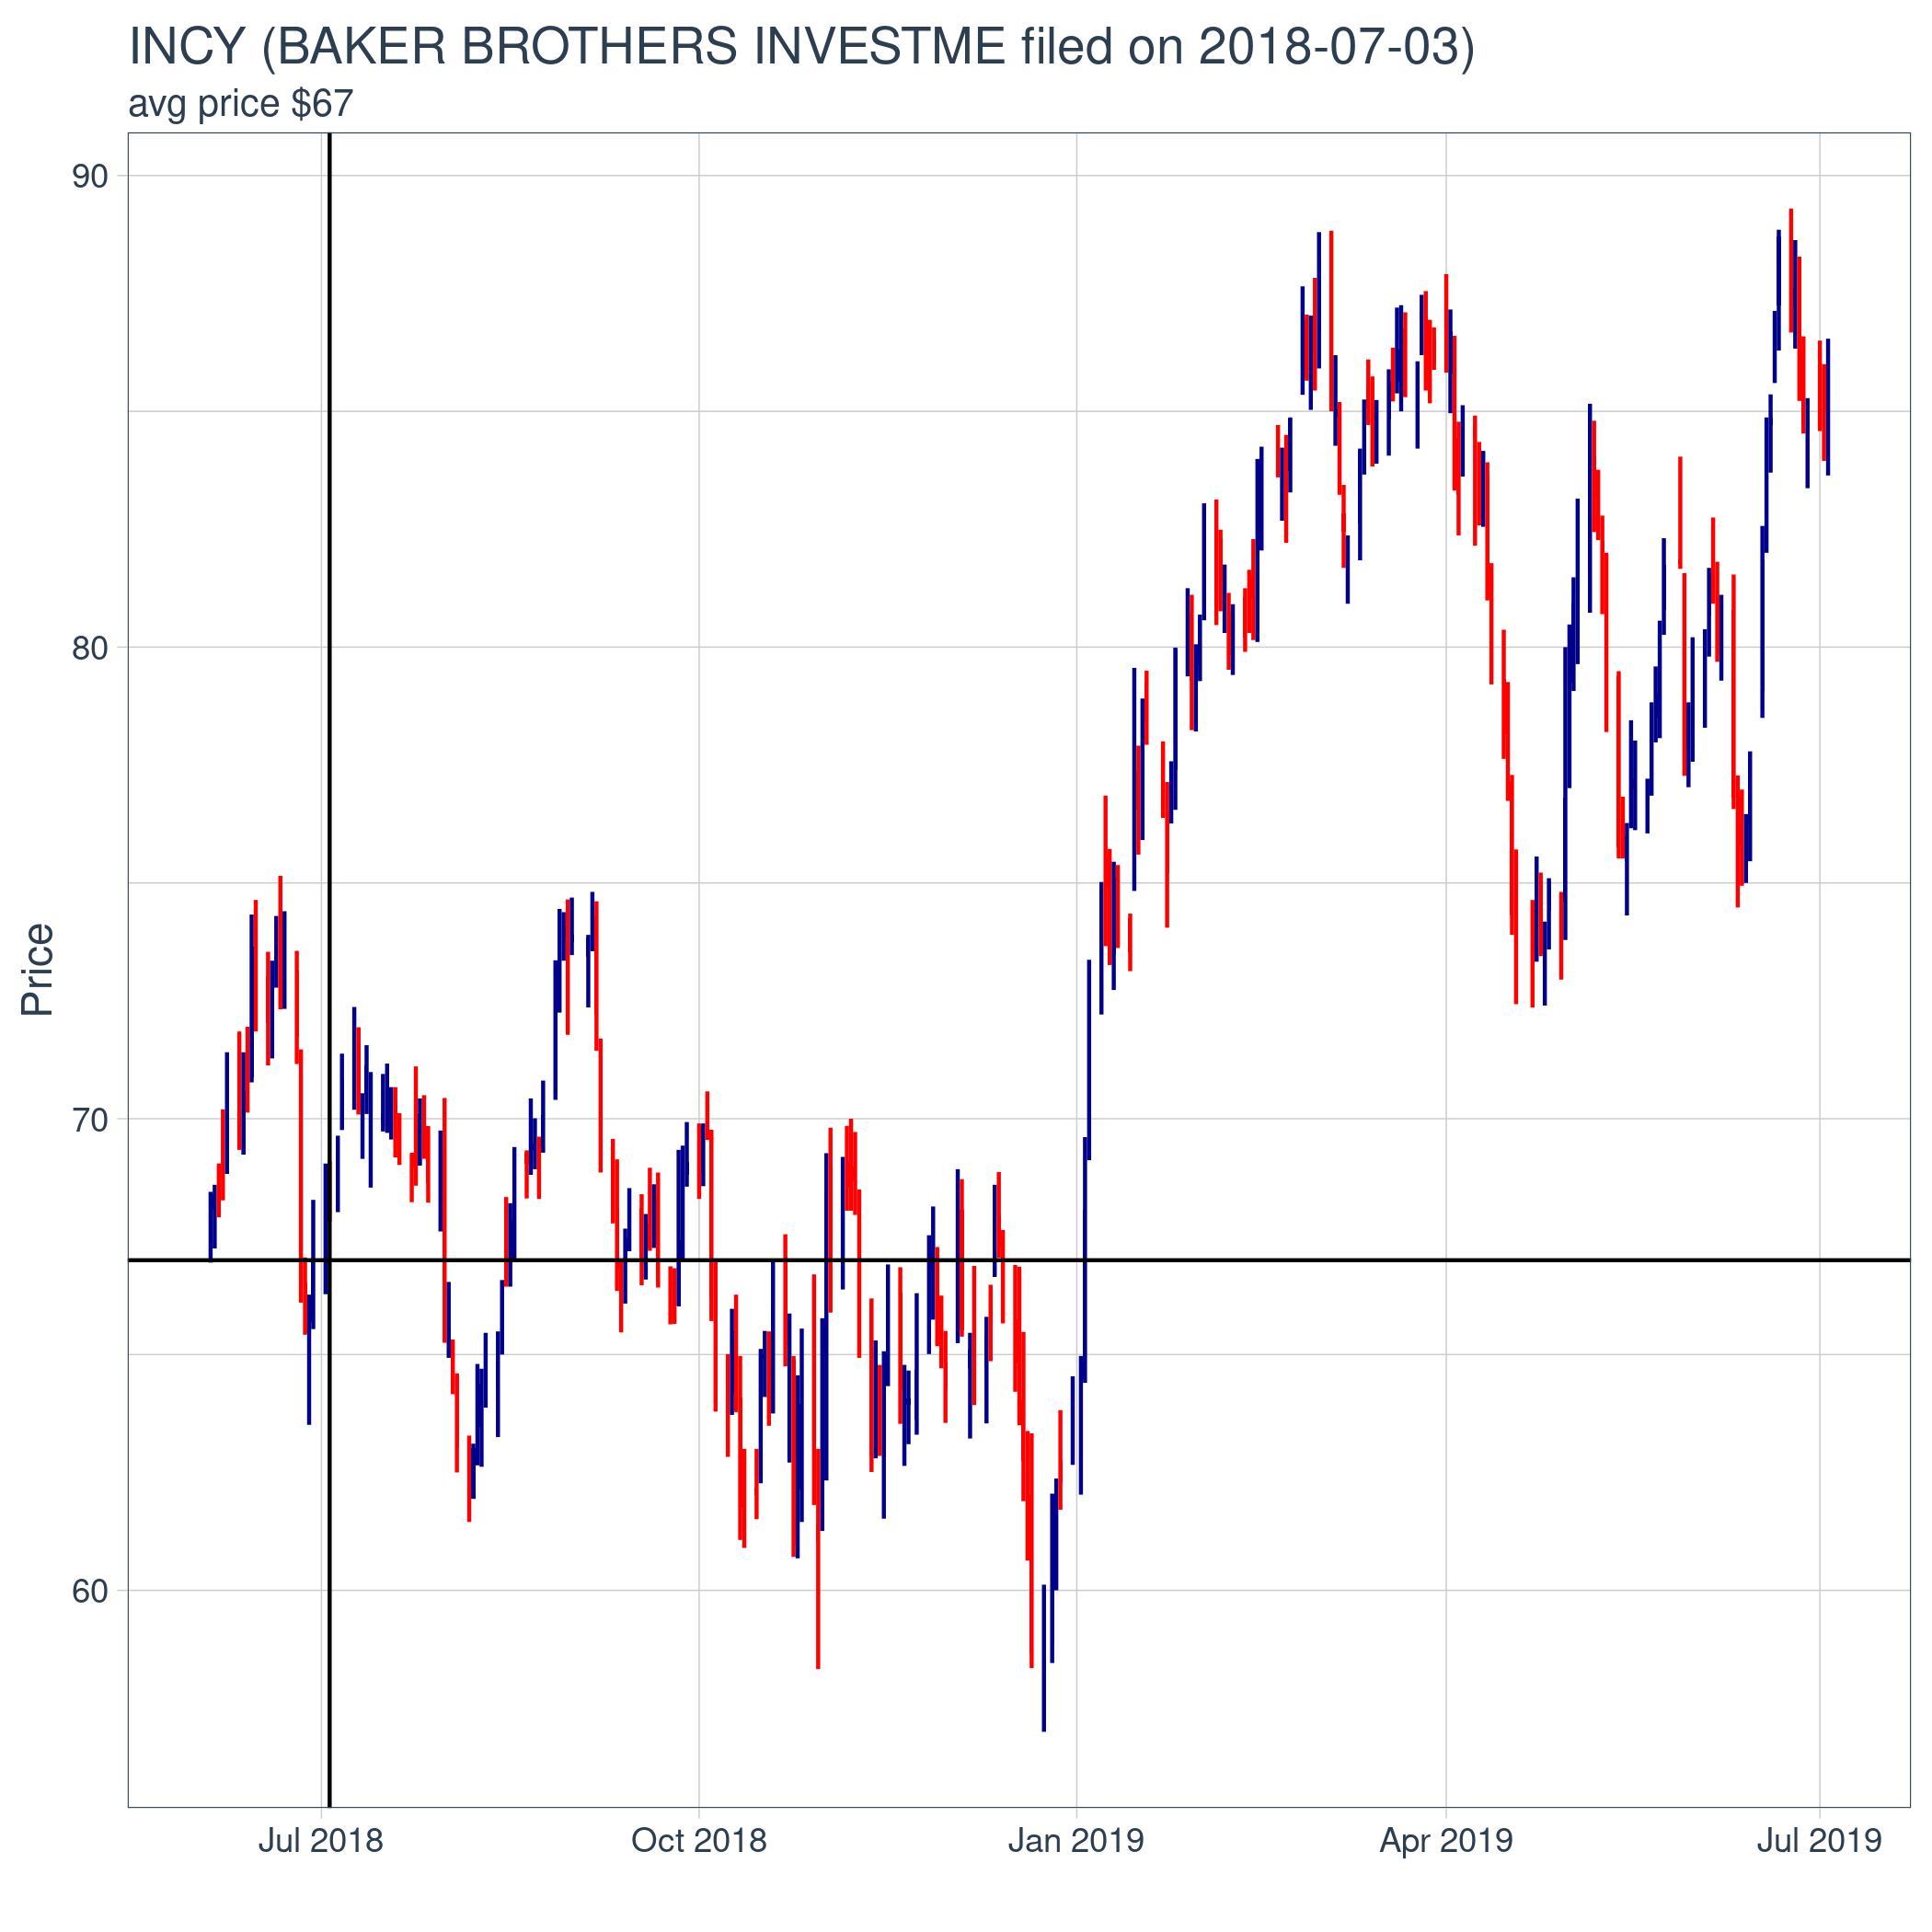 INCY (BAKER BROTHERS INVESTME filed on 2018-07-03)
avg price $67
90
80
70
60
Price
Jul 2018 Oct 2018 Jan 2019 Apr 2019 Jul 2019